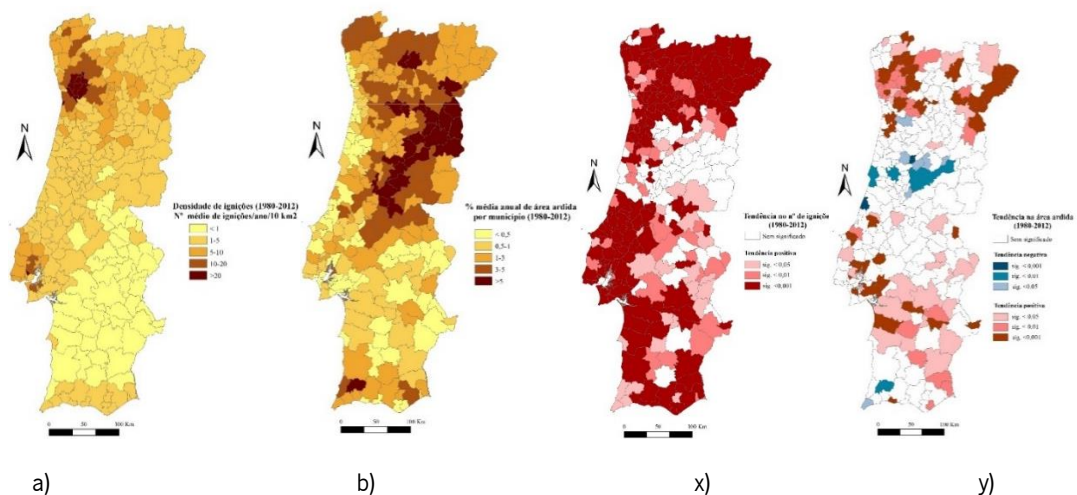 N
Densidade de ignições (1980-2012)
Nº médio de ignições/ano/10 km2
< 1
1-5
5-10
10-20
>20
0 50 100 Km
a)
N
% média anual de área ardida
por município (1980-2012)
< 0,5
0,5-1
1-3
3-5
>5
0 50 100 Km
b)
N
Tendência no nº de ignição
(1980-2012)
Sem significado
Tendência positiva
sig. < 0,05
sig. < 0,01
sig. <0,001
0 50 100 Km
x)
N
Tendência na área ardida
(1980-2012)
Sem significado
Tendência negativa
sig. < 0,001
sig. < 0,01
sig. <0,05
Tendência positiva
sig. < 0,05
sig. < 0,01
sig. <0,001
0 50 100 Km
y)